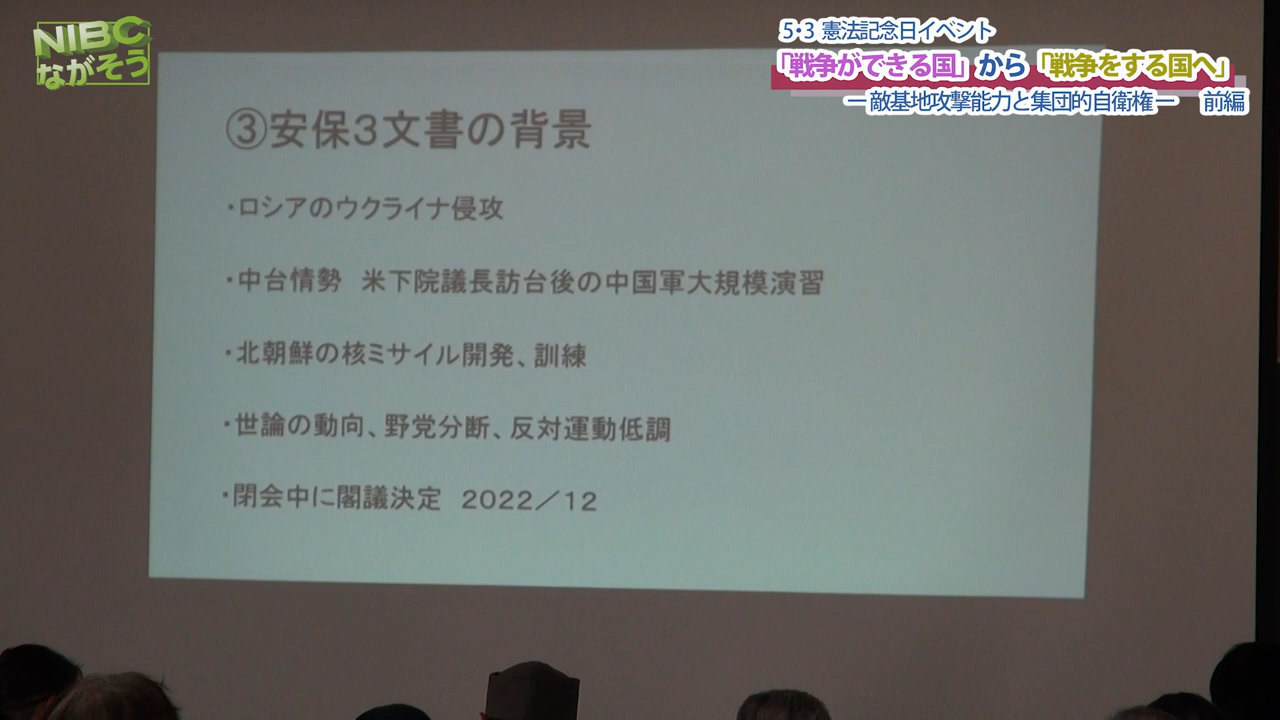 NIBC
ながそう
5・3 憲法記念日イベント
「戦争ができる国」から「戦争をする国へ」
ー敵基地攻撃能力と集団的自衛権ー 前編
③安保３文書の背景
・ロシアのウクライナ侵攻
・中台情勢 米下院議長訪台後の中国軍大規模演習
・北朝鮮の核ミサイル開発、訓練
・世論の動向、野党分断、反対運動低調
・閉会中に閣議決定 ２０２２／１２